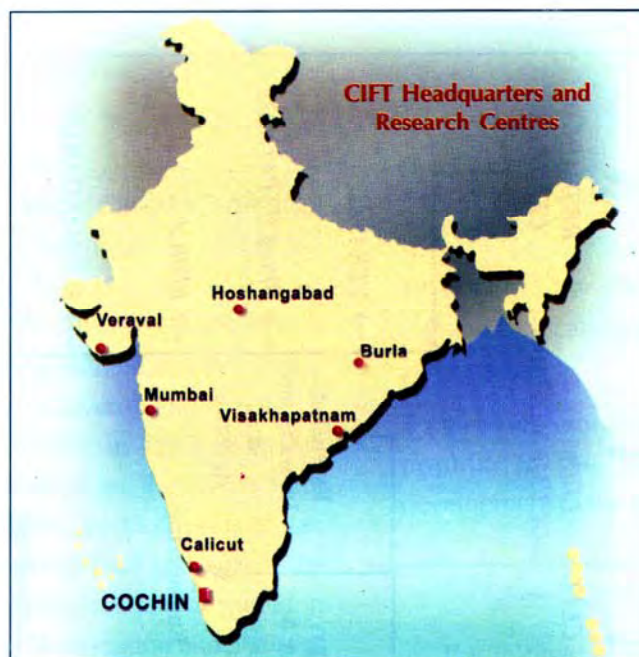 CIFT Headquarters and
Research Centres
Hoshangabad
Veraval
Burla
Mumbai
Visakhapatnam
Calicut
COCHIN